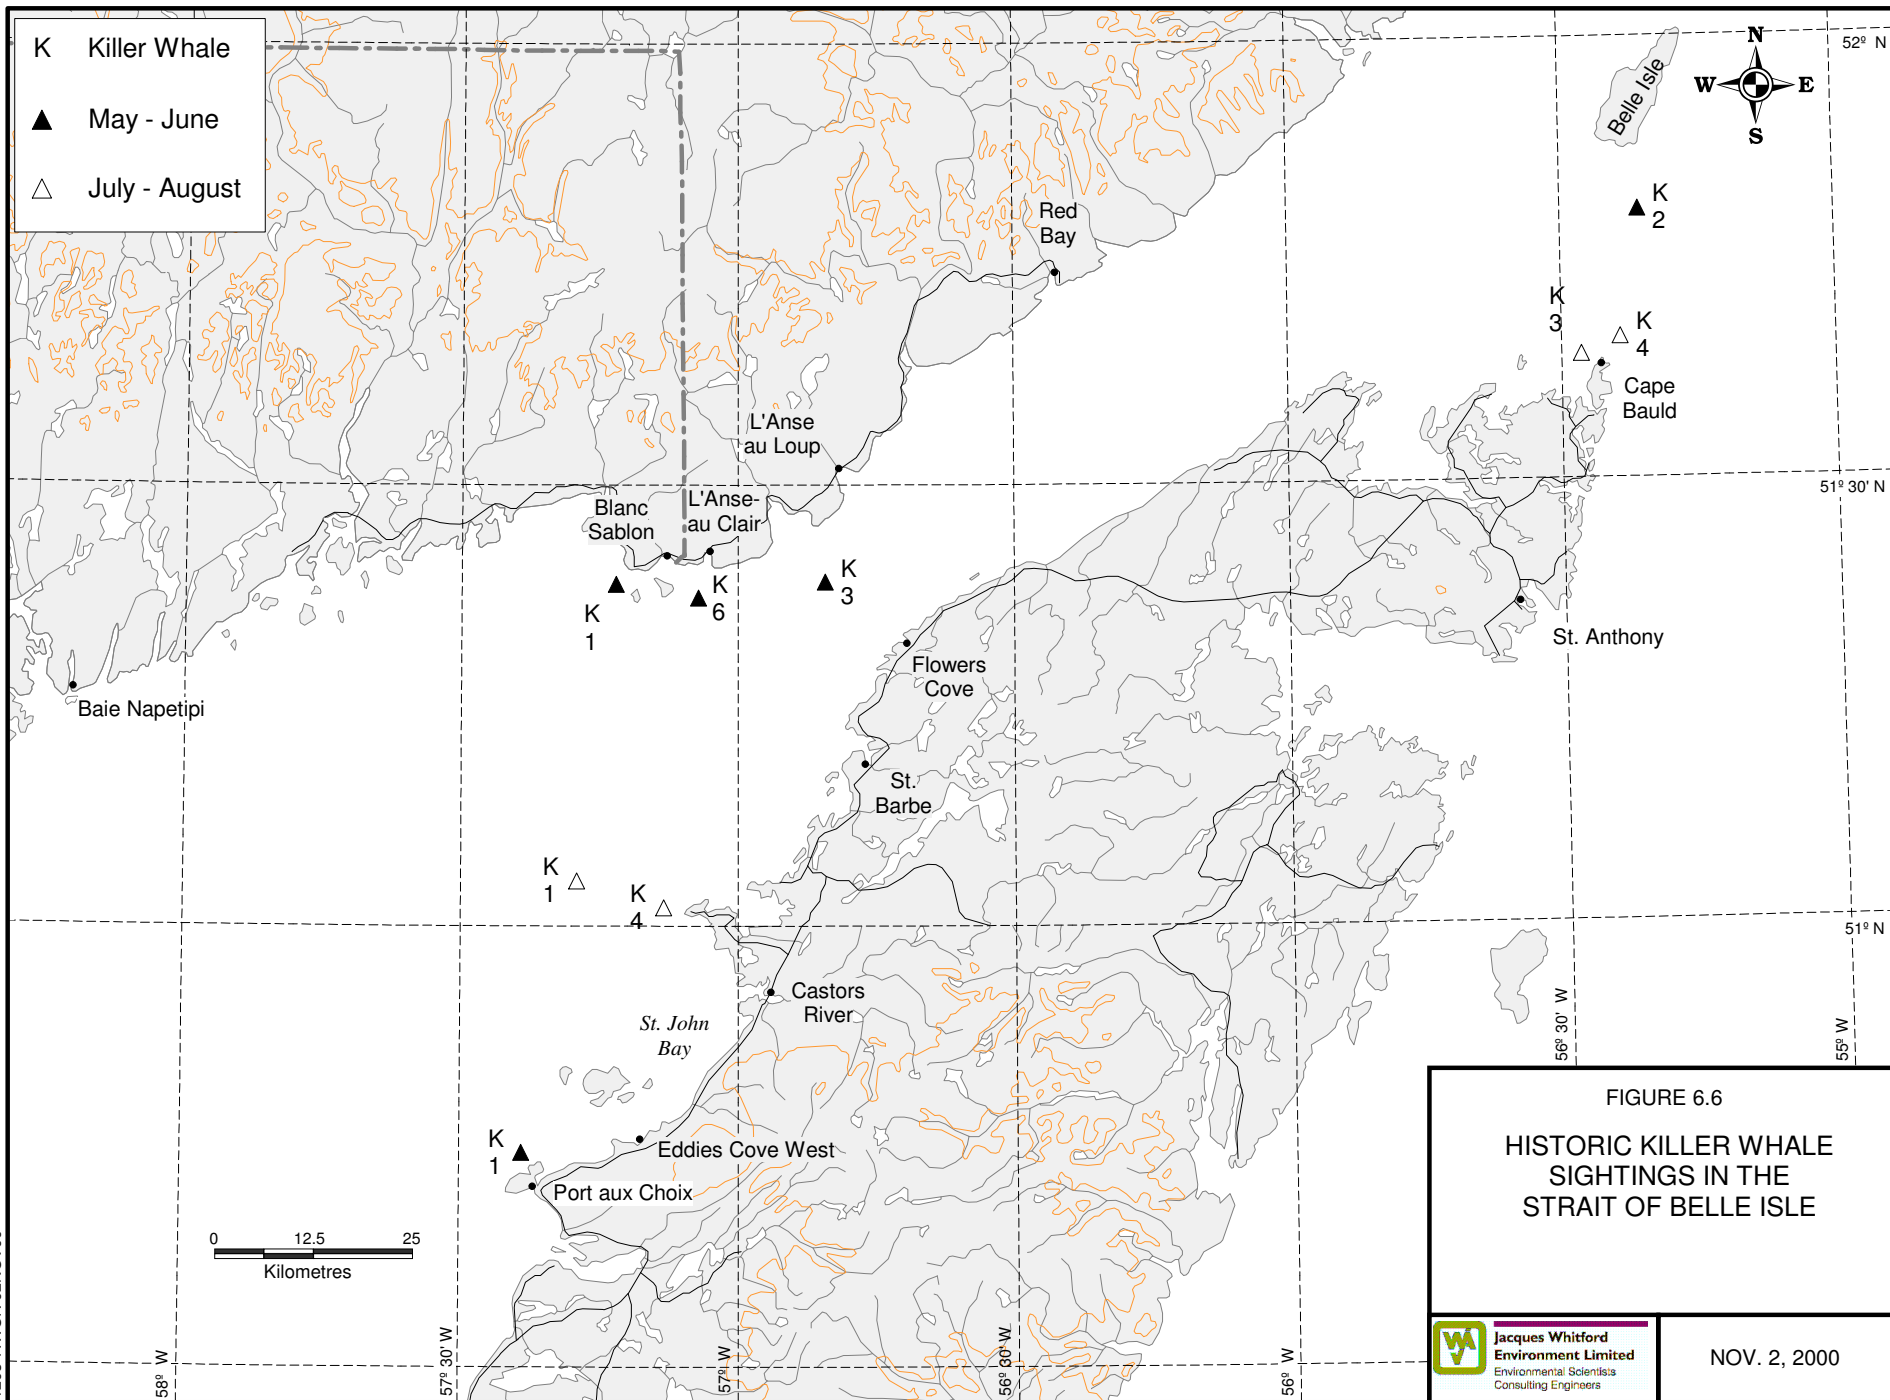 K Killer Whale
May - June
July - August
N
W E
S
52º N
Belle Isle
K
2
Red
Bay
K
3
K
4
Cape
Bauld
L'Anse
au Loup
51º 30' N
Blanc
Sablon
L'Anse-
au Clair
K
1
K
6
K
3
St. Anthony
Flowers
Cove
Baie Napetipi
St.
Barbe
K
1
K
4
51º N
Castors
River
St. John
Bay
56º 30' W
55º W
K
1
Eddies Cove West
Port aux Choix
0 12.5 25
Kilometres
58º W
57º 30' W
57º W
56º 30' W
56º W
FIGURE 6.6
HISTORIC KILLER WHALE
SIGHTINGS IN THE
STRAIT OF BELLE ISLE
Jacques Whitford
Environment Limited
Environmental Scientists
Consulting Engineers
NOV. 2, 2000